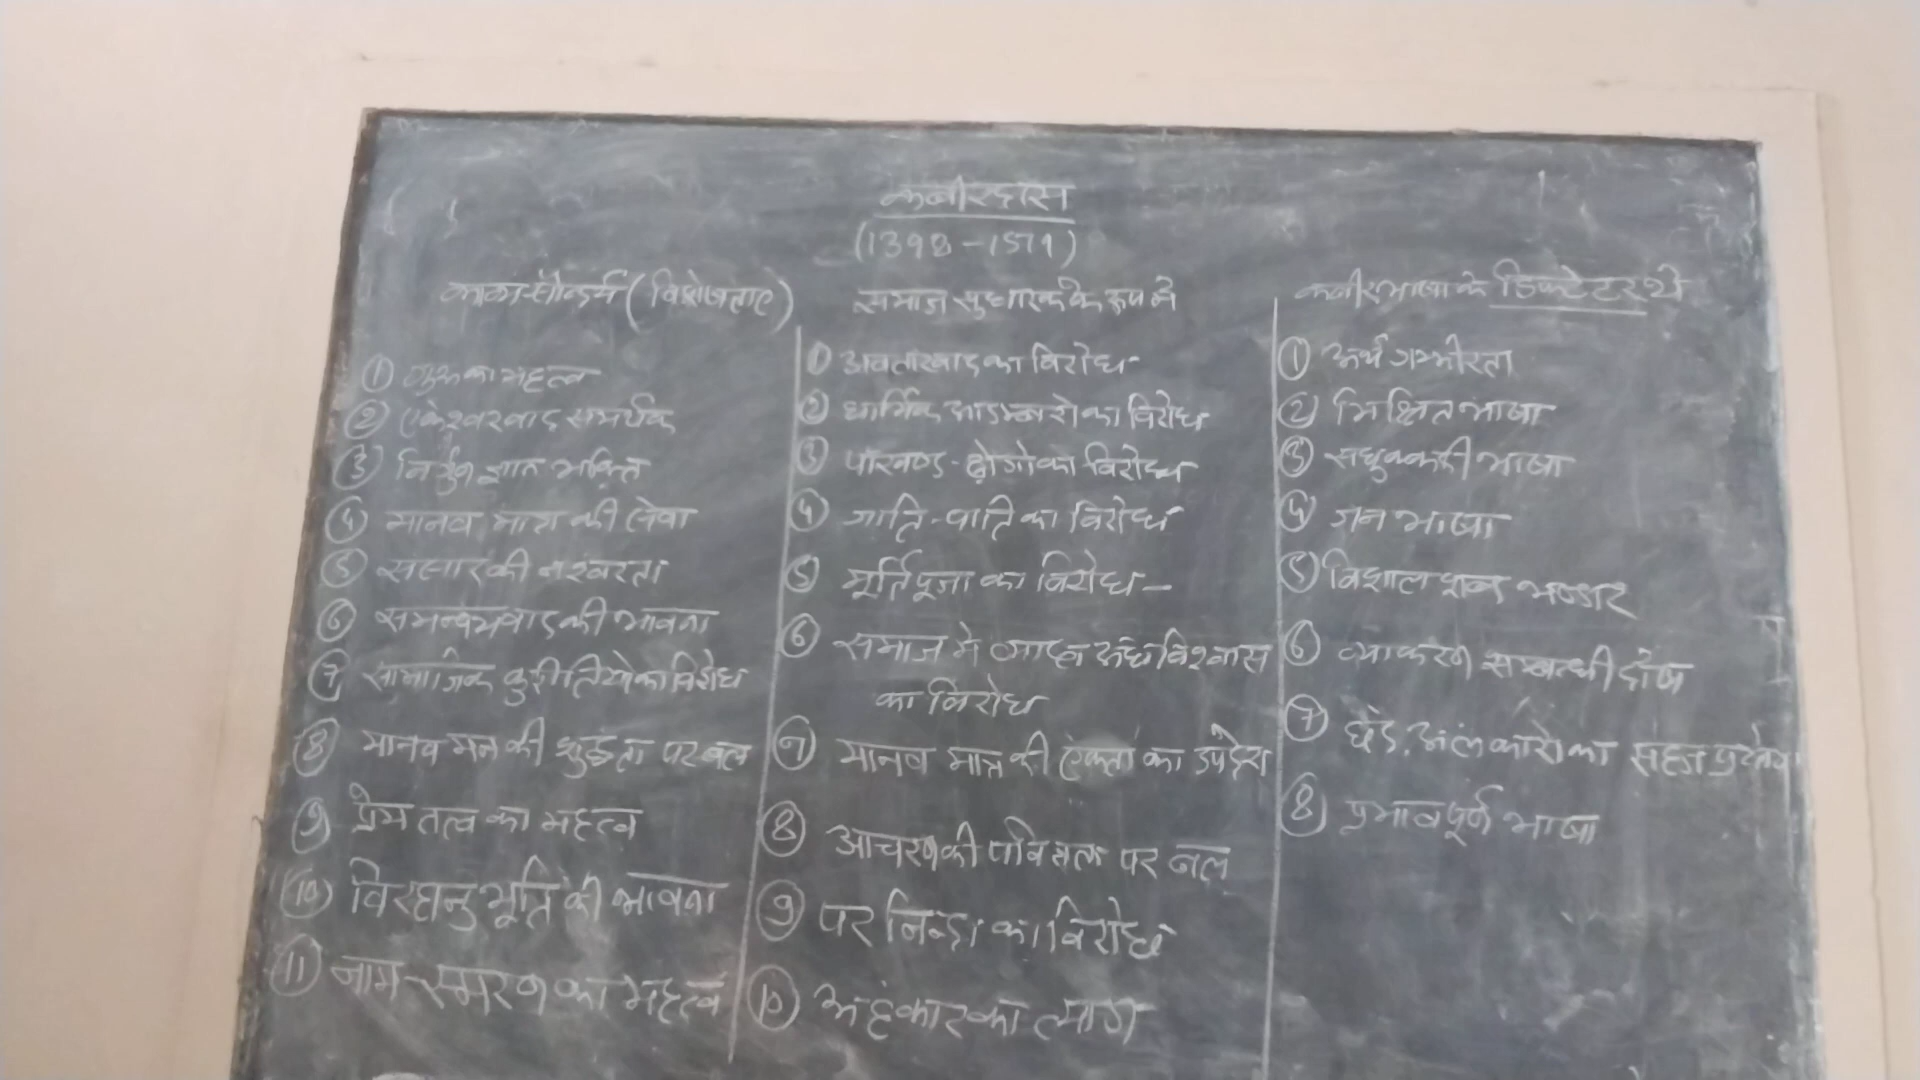 कबीरदास
(1398-1519)
काव्य-सौन्दर्य (विशेषताए)
① गुरू का महत्व
② एकेश्वरवाद समर्थक
③ निर्गुण ज्ञान भक्ति
④ मानव मात्र की सेवा
⑤ संसार की नश्वरता
⑥ समन्वयवाद की भावना
⑦ सामाजिक कुरीतियो का विरोध
⑧ मानव मन की शुद्धता पर बल
⑨ प्रेम तत्व का महत्व
⑩ विरहानुभूति की भावना
⑪ नाम-स्मरण का महत्व
समाज सुधारक के रूप मे
① अवतारवाद का विरोध
② धार्मिक आडम्बरो का विरोध
③ पाखण्ड-ढ़ोगो का विरोध
④ जाति-पाति का विरोध
⑤ मूर्तिपूजा का विरोध-
⑥ समाज मे व्याप्त अंधविश्वास
का विरोध
⑦ मानव मात्र की एकता का उपदेश
⑧ आचरण की पवित्रता पर बल
⑨ पर निन्दा का विरोध
⑩ अहंकार का त्याग
कबीर भाषा के डिक्टेटर थे
① अर्थ गम्भीरता
② मिश्रित भाषा
③ सधुक्कड़ी भाषा
④ जन भाषा
⑤ विशाल शब्द भण्डार
⑥ व्याकरण सम्बन्धी दोष
⑦ छंद, अलंकारो का सहज प्रयोग
⑧ प्रभावपूर्ण भाषा